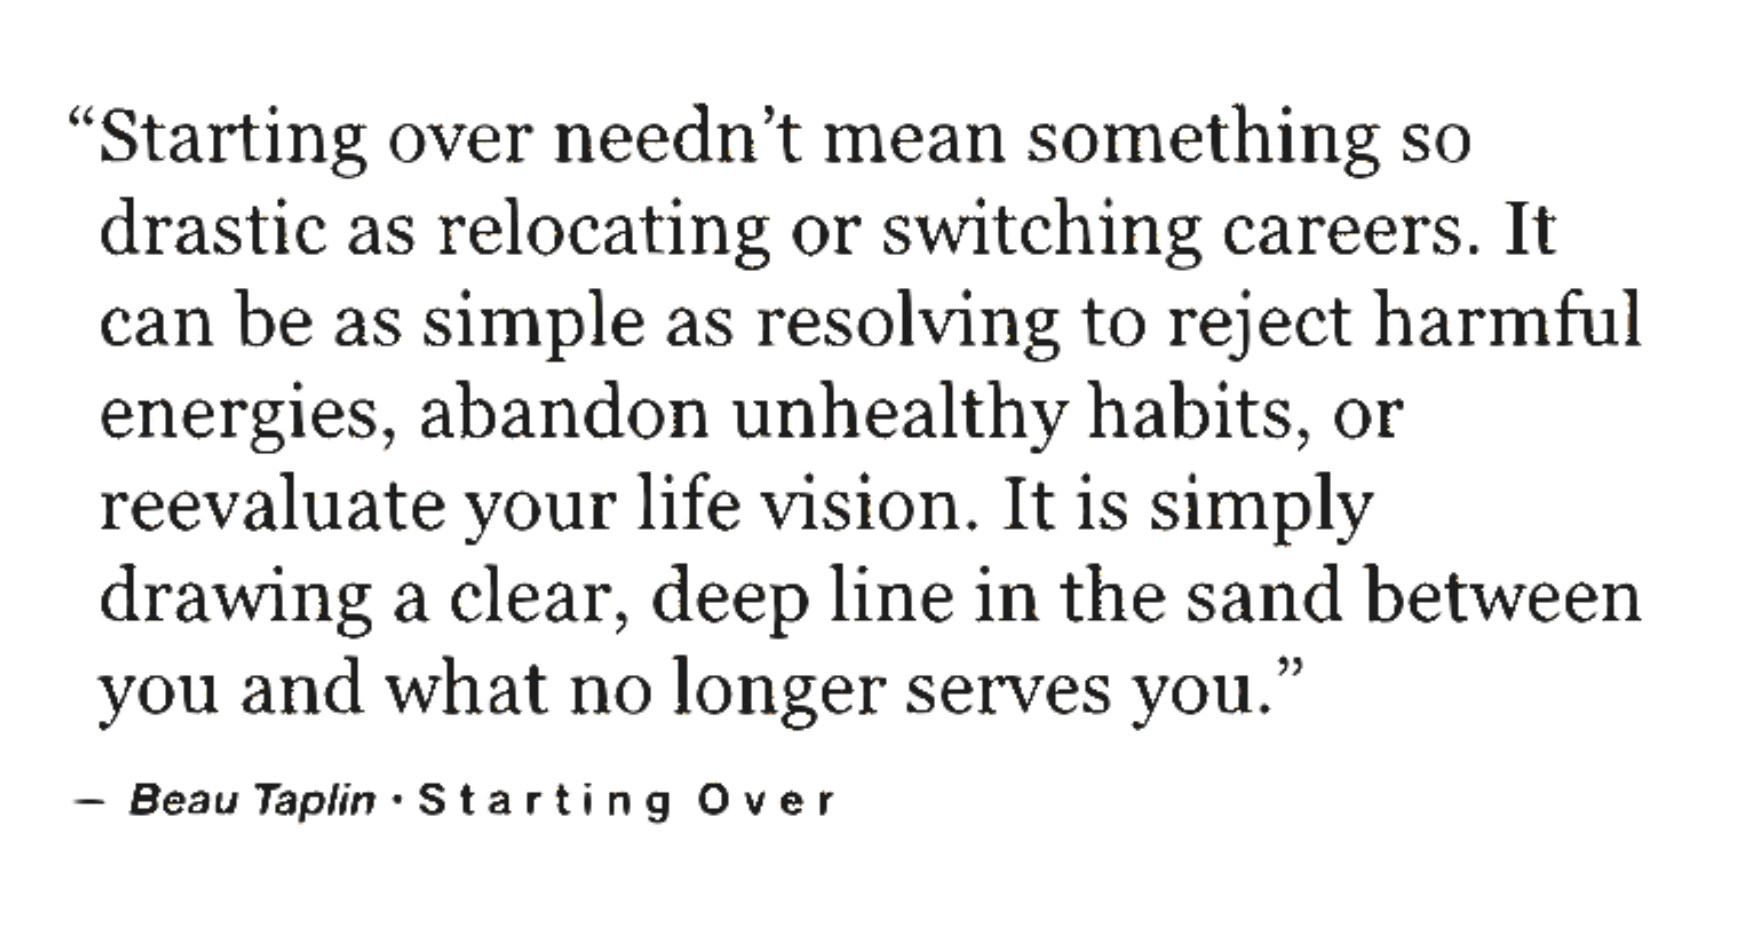 “Starting over needn’t mean something so
drastic as relocating or switching careers. It
can be as simple as resolving to reject harmful
energies, abandon unhealthy habits, or
reevaluate your life vision. It is simply
drawing a clear, deep line in the sand between
you and what no longer serves you.”
— Beau Taplin · Starting Over